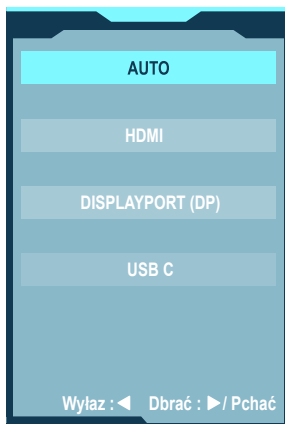 AUTO
HDMI
DISPLAYPORT (DP)
USB C
Wyłaz :◀ Dbrać : ▶/ Pchać